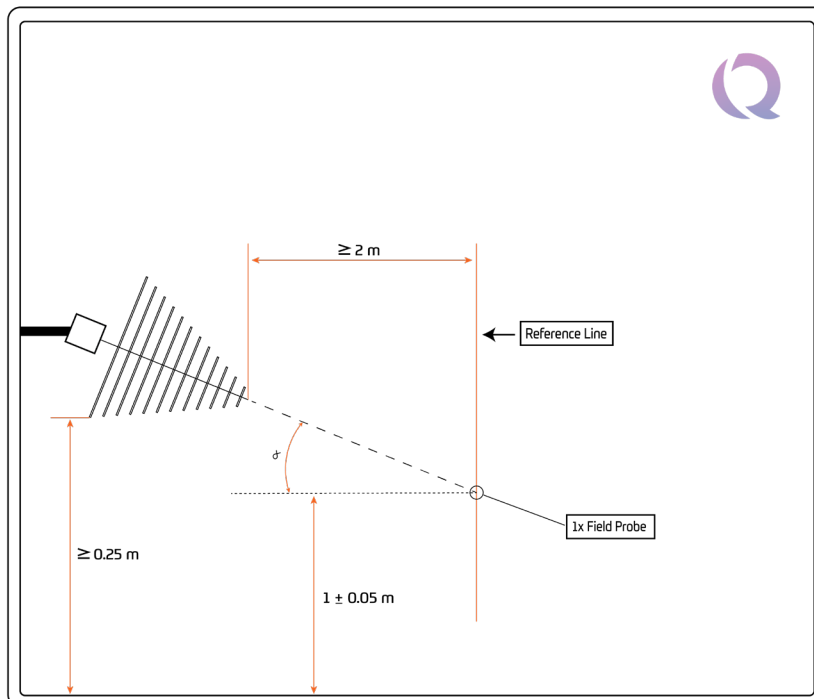 ≥ 2 m
Reference Line
α
1x Field Probe
≥ 0.25 m
1 ± 0.05 m